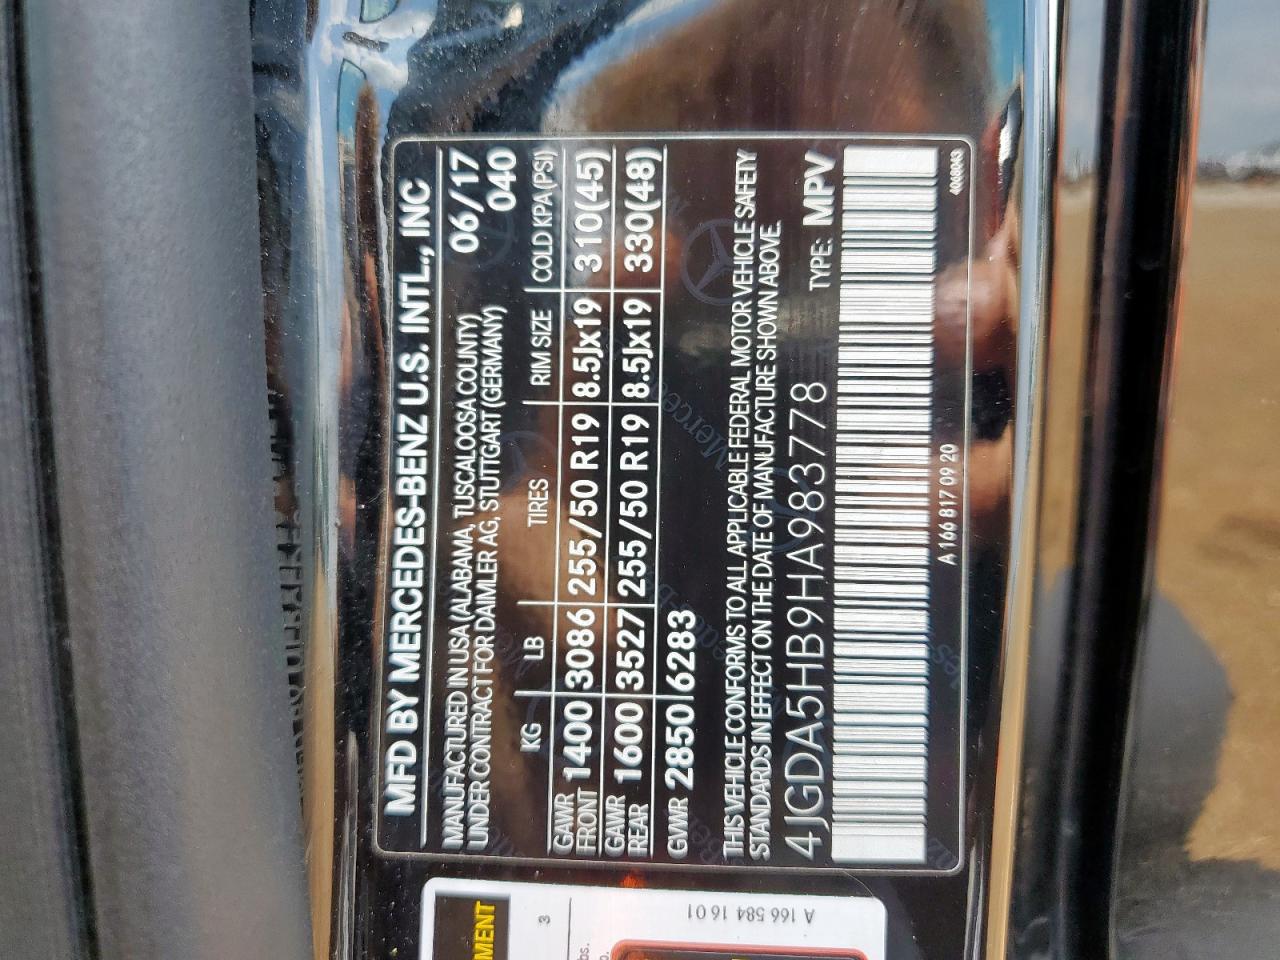 MFD BY MERCEDES-BENZ U.S. INTL., INC
MANUFACTURED IN USA (ALABAMA, TUSCALOOSA COUNTY) 06/17
UNDER CONTRACT FOR DAIMLER AG, STUTTGART (GERMANY) 040
KG LB TIRES RIM SIZE COLD KPA (PSI)
GAWR FRONT 1400 3086 255/50 R19 8.5Jx19 310(45)
GAWR REAR 1600 3527 255/50 R19 8.5Jx19 330(48)
GVWR 2850 6283
THIS VEHICLE CONFORMS TO ALL APPLICABLE FEDERAL MOTOR VEHICLE SAFETY
STANDARDS IN EFFECT ON THE DATE OF MANUFACTURE SHOWN ABOVE.
4JGDA5HB9HA983778 TYPE: MPV
A 166 817 09 20 4068043
A 166 584 16 01
3